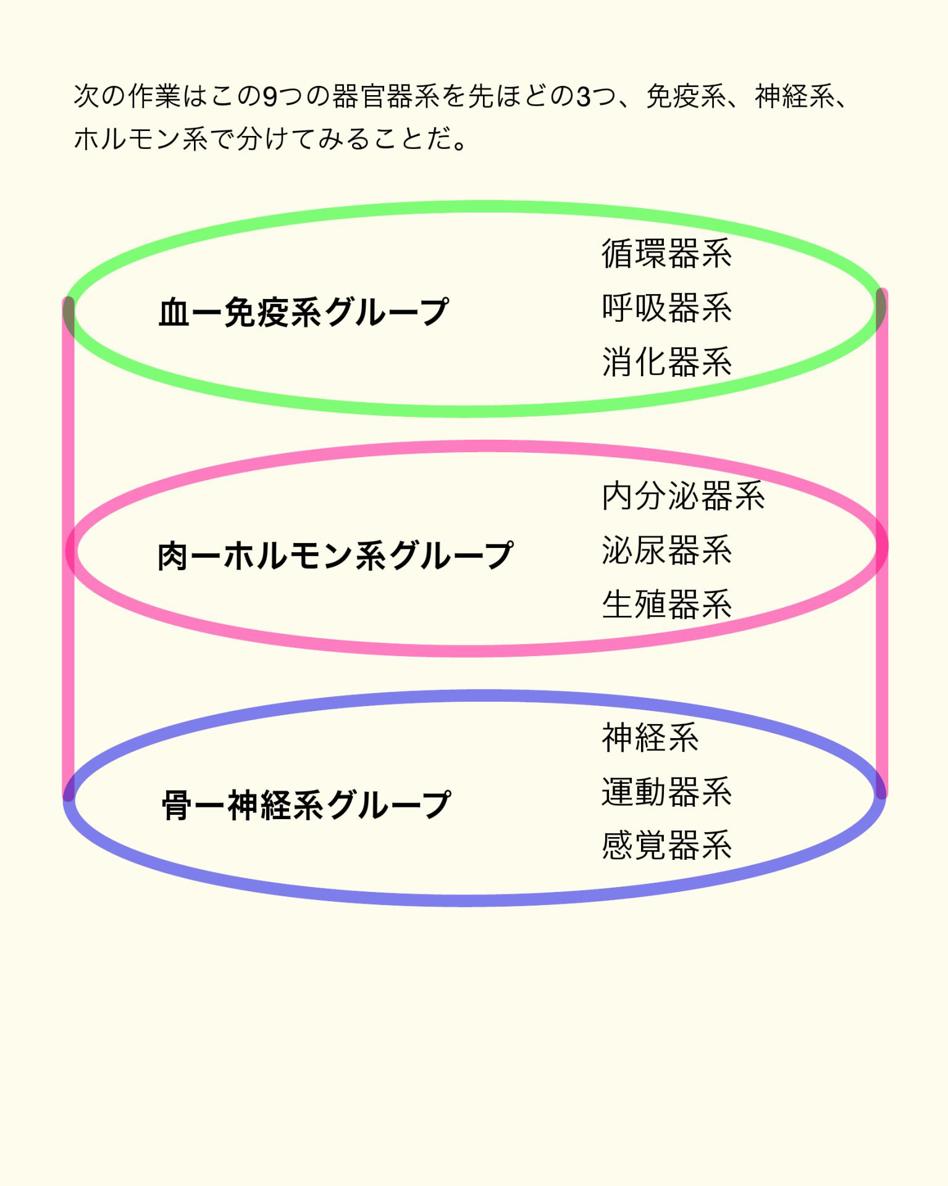 次の作業はこの9つの器官器系を先ほどの3つ、免疫系、神経系、
ホルモン系で分けてみることだ。
循環器系
血ー免疫系グループ
呼吸器系
消化器系
内分泌器系
肉ーホルモン系グループ
泌尿器系
生殖器系
神経系
骨ー神経系グループ
運動器系
感覚器系